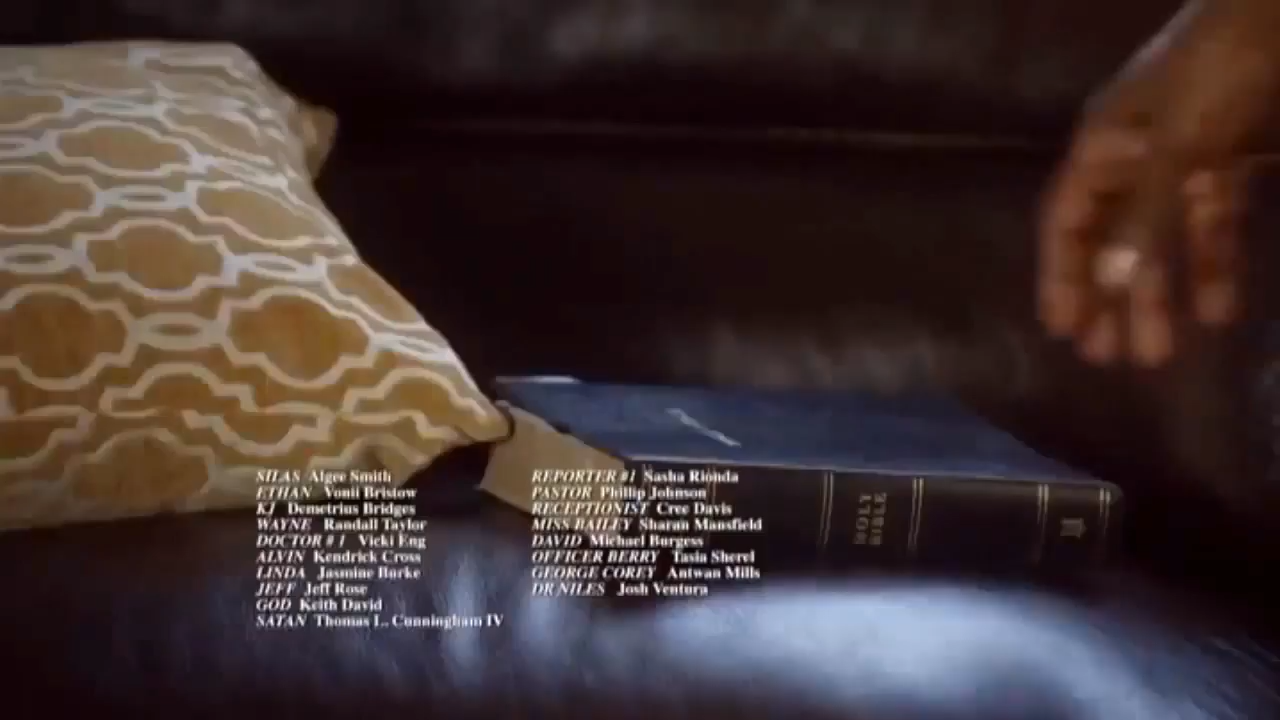 SILAS Algee Smith
ETHAN Vonii Bristow
KJ Demetrius Bridges
WAYNE Randall Taylor
DOCTOR # 1 Vicki Eng
ALVIN Kendrick Cross
LINDA Jasmine Burke
JEFF Jeff Rose
GOD Keith David
SATAN Thomas L. Cunningham IV
REPORTER #1 Sasha Rionda
PASTOR Phillip Johnson
RECEPTIONIST Cree Davis
MISS BAILEY Sharan Mansfield
DAVID Michael Burgess
OFFICER BERRY Tasia Sherel
GEORGE COREY Antwan Mills
DR NILES Josh Ventura
HOLY
BIBLE